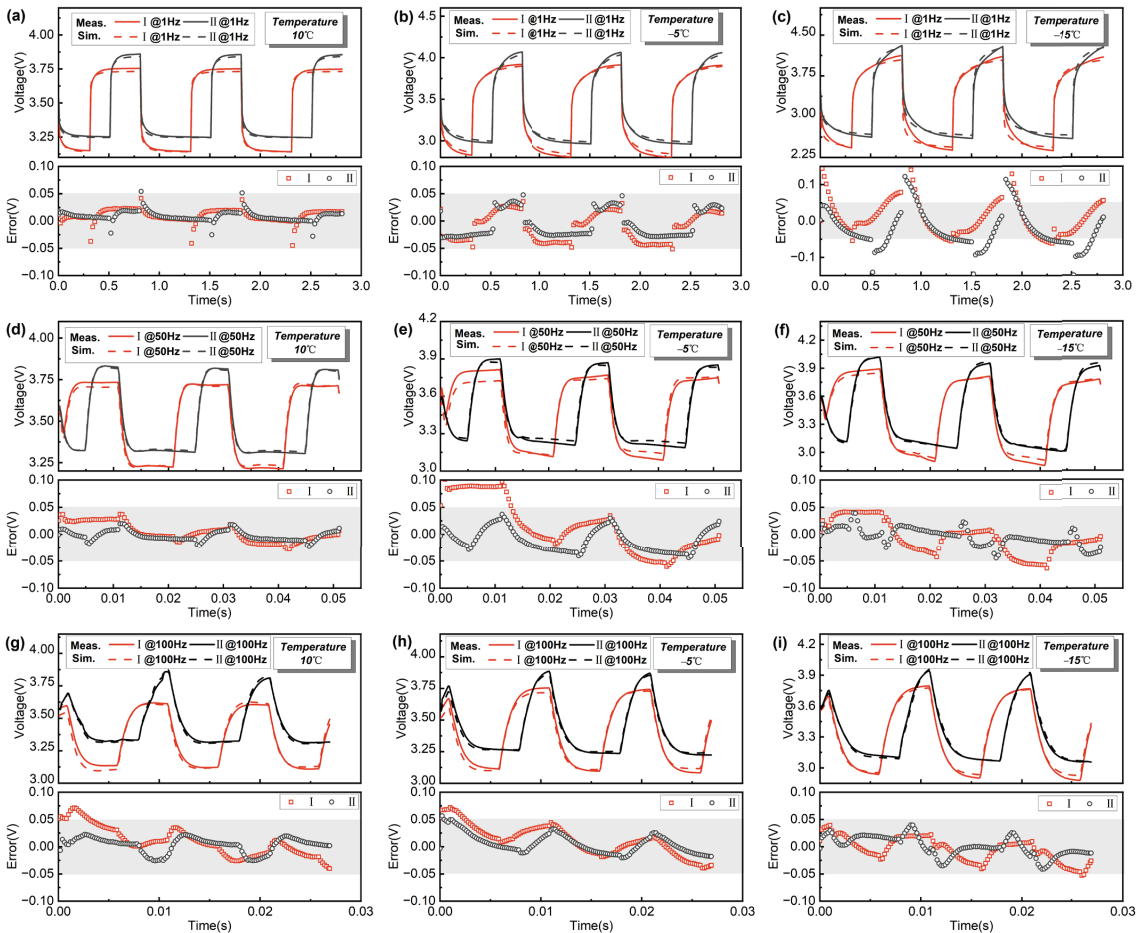 (a)
Meas. Ⅰ @1Hz Ⅱ @1Hz
Sim. Ⅰ @1Hz Ⅱ @1Hz
Temperature
10℃
Voltage(V)
4.00
3.75
3.50
3.25
Error(V)
0.10
0.05
0.00
−0.05
−0.10
Ⅰ Ⅱ
0.0 0.5 1.0 1.5 2.0 2.5 3.0
Time(s)
(b)
Meas. Ⅰ @1Hz Ⅱ @1Hz
Sim. Ⅰ @1Hz Ⅱ @1Hz
Temperature
−5℃
Voltage(V)
4.5
4.0
3.5
3.0
Error(V)
0.10
0.05
0.00
−0.05
−0.10
Ⅰ Ⅱ
0.0 0.5 1.0 1.5 2.0 2.5 3.0
Time(s)
(c)
Meas. Ⅰ @1Hz Ⅱ @1Hz
Sim. Ⅰ @1Hz Ⅱ @1Hz
Temperature
−15℃
Voltage(V)
4.50
3.75
3.00
2.25
Error(V)
0.1
0.0
−0.1
Ⅰ Ⅱ
0.0 0.5 1.0 1.5 2.0 2.5 3.0
Time(s)
(d)
Meas. Ⅰ @50Hz Ⅱ @50Hz
Sim. Ⅰ @50Hz Ⅱ @50Hz
Temperature
10℃
Voltage(V)
4.00
3.75
3.50
3.25
Error(V)
0.10
0.05
0.00
−0.05
−0.10
Ⅰ Ⅱ
0.00 0.01 0.02 0.03 0.04 0.05
Time(s)
(e)
Meas. Ⅰ @50Hz Ⅱ @50Hz
Sim. Ⅰ @50Hz Ⅱ @50Hz
Temperature
−5℃
Voltage(V)
4.2
3.9
3.6
3.3
3.0
Error(V)
0.10
0.05
0.00
−0.05
−0.10
Ⅰ Ⅱ
0.00 0.01 0.02 0.03 0.04 0.05
Time(s)
(f)
Meas. Ⅰ @50Hz Ⅱ @50Hz
Sim. Ⅰ @50Hz Ⅱ @50Hz
Temperature
−15℃
Voltage(V)
4.2
3.9
3.6
3.3
3.0
Error(V)
0.10
0.05
0.00
−0.05
−0.10
Ⅰ Ⅱ
0.00 0.01 0.02 0.03 0.04 0.05
Time(s)
(g)
Meas. Ⅰ @100Hz Ⅱ @100Hz
Sim. Ⅰ @100Hz Ⅱ @100Hz
Temperature
10℃
Voltage(V)
4.00
3.75
3.50
3.25
3.00
Error(V)
0.10
0.05
0.00
−0.05
−0.10
Ⅰ Ⅱ
0.00 0.01 0.02 0.03
Time(s)
(h)
Meas. Ⅰ @100Hz Ⅱ @100Hz
Sim. Ⅰ @100Hz Ⅱ @100Hz
Temperature
−5℃
Voltage(V)
4.00
3.75
3.50
3.25
3.00
Error(V)
0.10
0.05
0.00
−0.05
−0.10
Ⅰ Ⅱ
0.00 0.01 0.02 0.03
Time(s)
(i)
Meas. Ⅰ @100Hz Ⅱ @100Hz
Sim. Ⅰ @100Hz Ⅱ @100Hz
Temperature
−15℃
Voltage(V)
4.2
3.9
3.6
3.3
3.0
Error(V)
0.10
0.05
0.00
−0.05
−0.10
Ⅰ Ⅱ
0.00 0.01 0.02 0.03
Time(s)